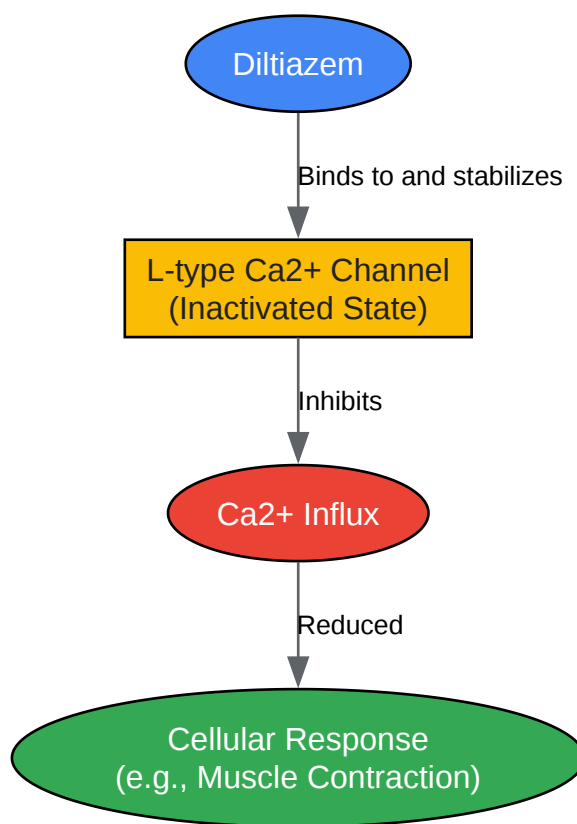 Diltiazem
Binds to and stabilizes
L-type Ca2+ Channel
(Inactivated State)
Inhibits
Ca2+ Influx
Reduced
Cellular Response
(e.g., Muscle Contraction)